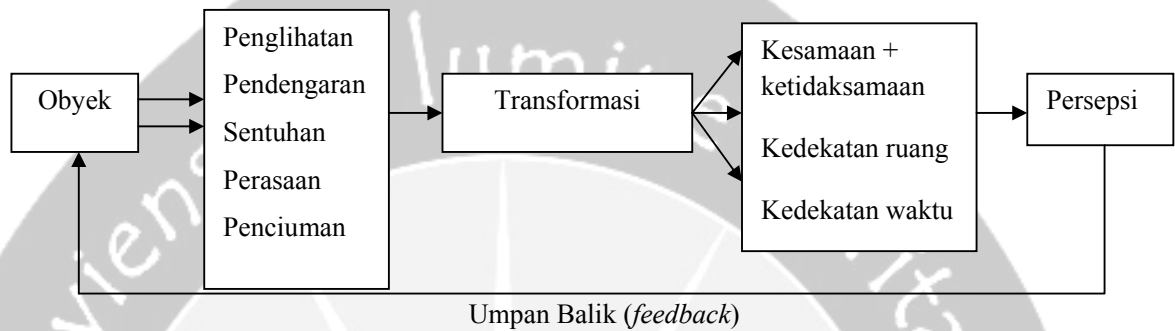 Obyek
Penglihatan
Pendengaran
Sentuhan
Perasaan
Penciuman
Transformasi
Kesamaan +
ketidaksamaan
Kedekatan ruang
Kedekatan waktu
Persepsi
Umpan Balik (feedback)